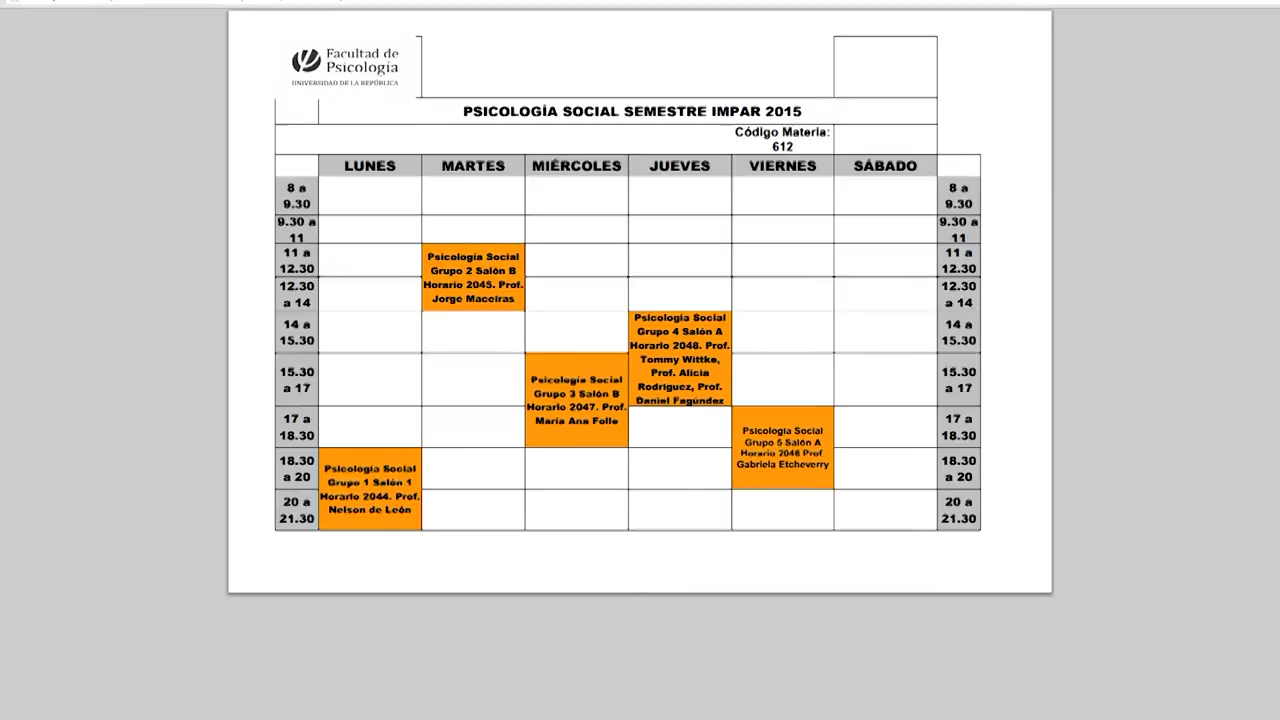 Facultad de
Psicología
UNIVERSIDAD DE LA REPÚBLICA
PSICOLOGÍA SOCIAL SEMESTRE IMPAR 2015
Código Materia:
612
LUNES MARTES MIÉRCOLES JUEVES VIERNES SÁBADO
8 a
9.30
8 a
9.30
9.30 a
11
9.30 a
11
11 a
12.30
11 a
12.30
Psicología Social
Grupo 2 Salón B
Horario 2045. Prof.
Jorge Maceiras
12.30
a 14
12.30
a 14
14 a
15.30
14 a
15.30
Psicología Social
Grupo 4 Salón A
Horario 2048. Prof.
Tommy Wittke,
Prof. Alicia
Rodríguez, Prof.
Daniel Fagúndez
15.30
a 17
15.30
a 17
Psicología Social
Grupo 3 Salón B
Horario 2047. Prof.
María Ana Folle
17 a
18.30
17 a
18.30
Psicología Social
Grupo 5 Salón A
Horario 2046 Prof.
Gabriela Etcheverry
18.30
a 20
18.30
a 20
Psicología Social
Grupo 1 Salón 1
Horario 2044. Prof.
Nelson de León
20 a
21.30
20 a
21.30